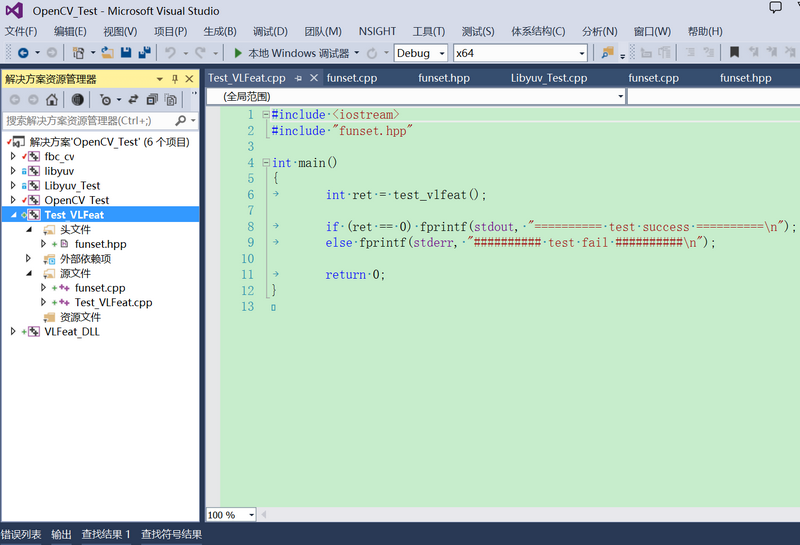 OpenCV_Test - Microsoft Visual Studio
文件(F) 编辑(E) 视图(V) 项目(P) 生成(B) 调试(D) 团队(M) NSIGHT 工具(T) 测试(S) 体系结构(C) 分析(N) 窗口(W) 帮助(H)
本地 Windows 调试器 Debug x64
解决方案资源管理器
搜索解决方案资源管理器(Ctrl+;)
解决方案'OpenCV_Test' (6 个项目)
fbc_cv
libyuv
Libyuv_Test
OpenCV_Test
Test_VLFeat
头文件
funset.hpp
外部依赖项
源文件
funset.cpp
Test_VLFeat.cpp
资源文件
VLFeat_DLL
Test_VLFeat.cpp funset.cpp funset.hpp Libyuv_Test.cpp funset.cpp funset.hpp
(全局范围)
1 #include <iostream>
2 #include "funset.hpp"
3
4 int main()
5 {
6 int ret = test_vlfeat();
7
8 if (ret == 0) fprintf(stdout, "========== test success ==========\n");
9 else fprintf(stderr, "########## test fail ##########\n");
10
11 return 0;
12 }
13
100 %
错误列表 输出 查找结果 1 查找符号结果